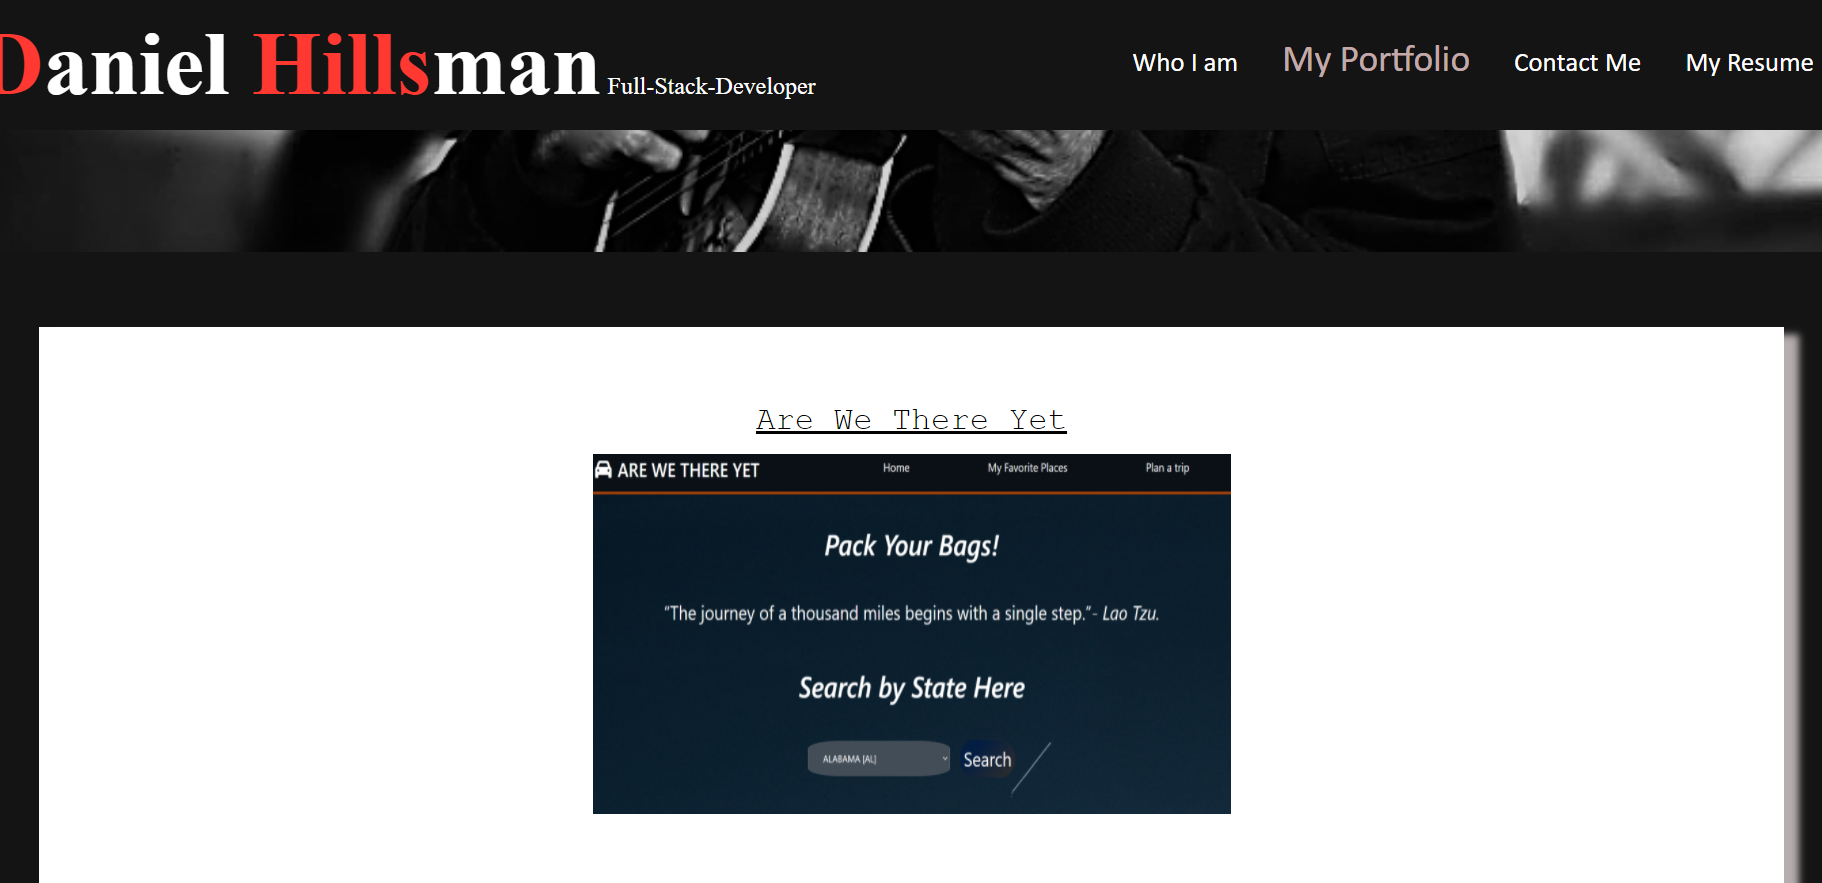 Daniel Hillsman Full-Stack-Developer
Who I am My Portfolio Contact Me My Resume
Are We There Yet
ARE WE THERE YET Home My Favorite Places Plan a trip
Pack Your Bags!
“The journey of a thousand miles begins with a single step.”- Lao Tzu.
Search by State Here
ALABAMA [AL] Search